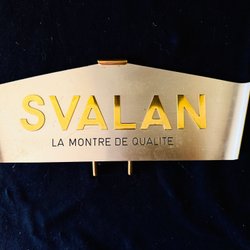 SVALAN
LA MONTRE DE QUALITE